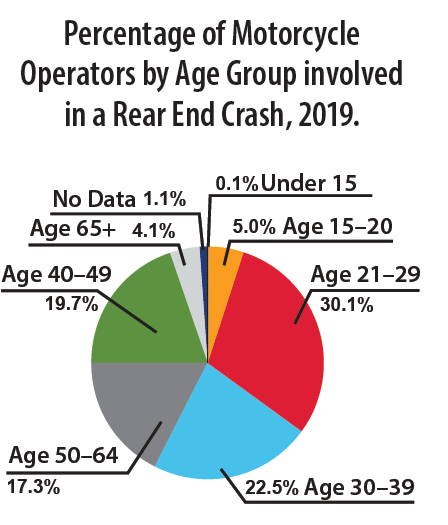 Percentage of Motorcycle
Operators by Age Group involved
in a Rear End Crash, 2019.
0.1% Under 15
No Data 1.1%
5.0% Age 15–20
Age 65+ 4.1%
Age 40–49
19.7%
Age 21–29
30.1%
Age 50–64
17.3%
22.5% Age 30–39